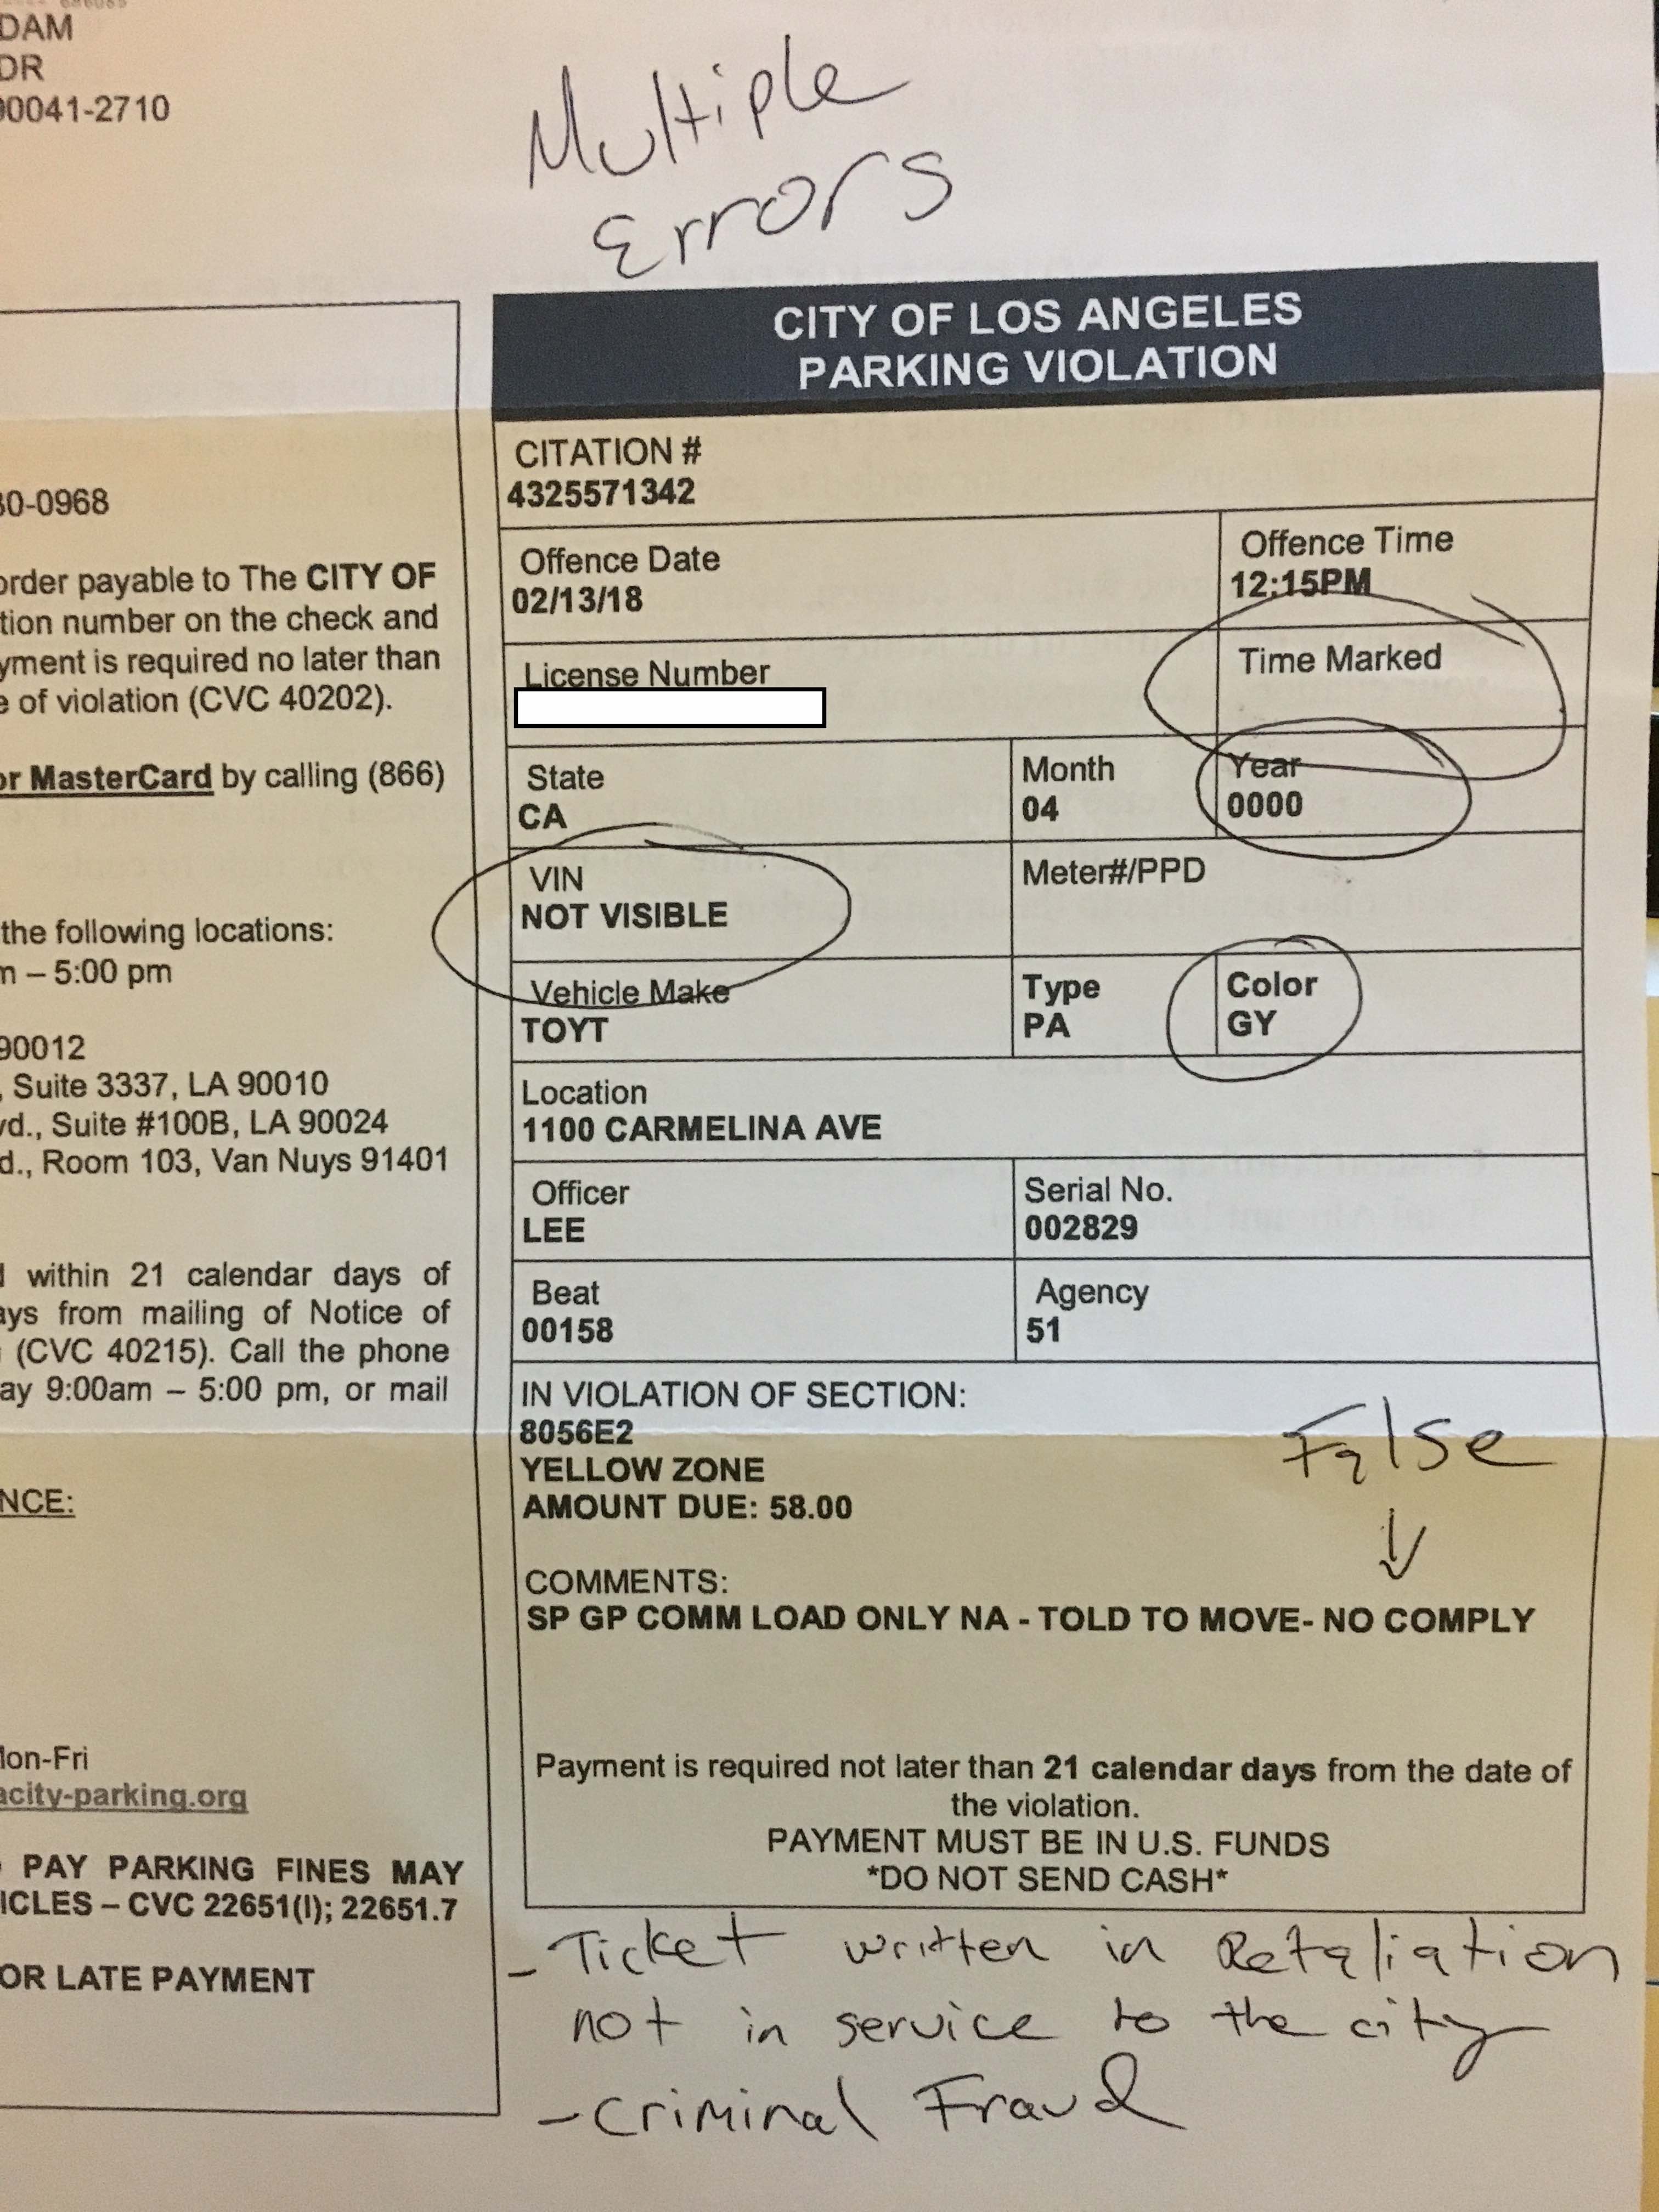 DAM
DR
90041-2710
Multiple
Errors
30-0968
order payable to The CITY OF
tion number on the check and
yment is required no later than
e of violation (CVC 40202).
or MasterCard by calling (866)
the following locations:
m – 5:00 pm
90012
, Suite 3337, LA 90010
vd., Suite #100B, LA 90024
d., Room 103, Van Nuys 91401
within 21 calendar days of
ays from mailing of Notice of
(CVC 40215). Call the phone
ay 9:00am – 5:00 pm, or mail
NCE:
Mon-Fri
acity-parking.org
PAY PARKING FINES MAY
ICLES – CVC 22651(I); 22651.7
OR LATE PAYMENT
CITY OF LOS ANGELES
PARKING VIOLATION
CITATION #
4325571342
Offence Date
02/13/18
Offence Time
12:15PM
License Number
Time Marked
State
CA
Month
04
Year
0000
VIN
NOT VISIBLE
Meter#/PPD
Vehicle Make
TOYT
Type
PA
Color
GY
Location
1100 CARMELINA AVE
Officer
LEE
Serial No.
002829
Beat
00158
Agency
51
IN VIOLATION OF SECTION:
8056E2
YELLOW ZONE
AMOUNT DUE: 58.00
False
COMMENTS:
SP GP COMM LOAD ONLY NA - TOLD TO MOVE- NO COMPLY
Payment is required not later than 21 calendar days from the date of
the violation.
PAYMENT MUST BE IN U.S. FUNDS
*DO NOT SEND CASH*
- Ticket written in Retaliation
not in service to the city
- Criminal Fraud